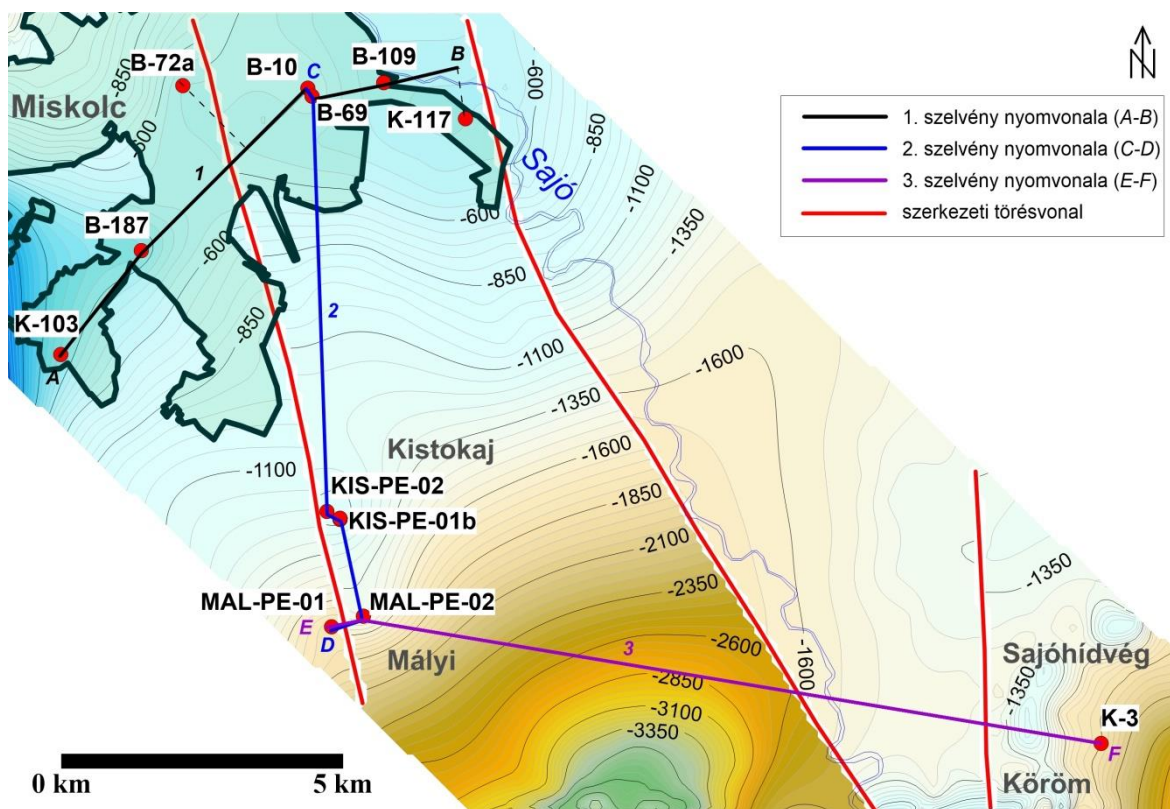 B-72a
B-10
C
B-109
B
N
-850
-600
Miskolc
B-69
K-117
-600
-850
-1100
-1350
1. szelvény nyomvonala (A-B)
2. szelvény nyomvonala (C-D)
3. szelvény nyomvonala (E-F)
szerkezeti törésvonal
1
Sajó
B-187
-600
-600
-850
K-103
A
-850
2
-1100
-1350
-1600
-1600
Kistokaj
-1100
KIS-PE-02
KIS-PE-01b
-1850
-2100
-2350
-1350
MAL-PE-01
MAL-PE-02
E
D
Mályi
3
-2600
-2850
-3100
-3350
-1600
-1350
Sajóhídvég
K-3
F
Köröm
0 km
5 km